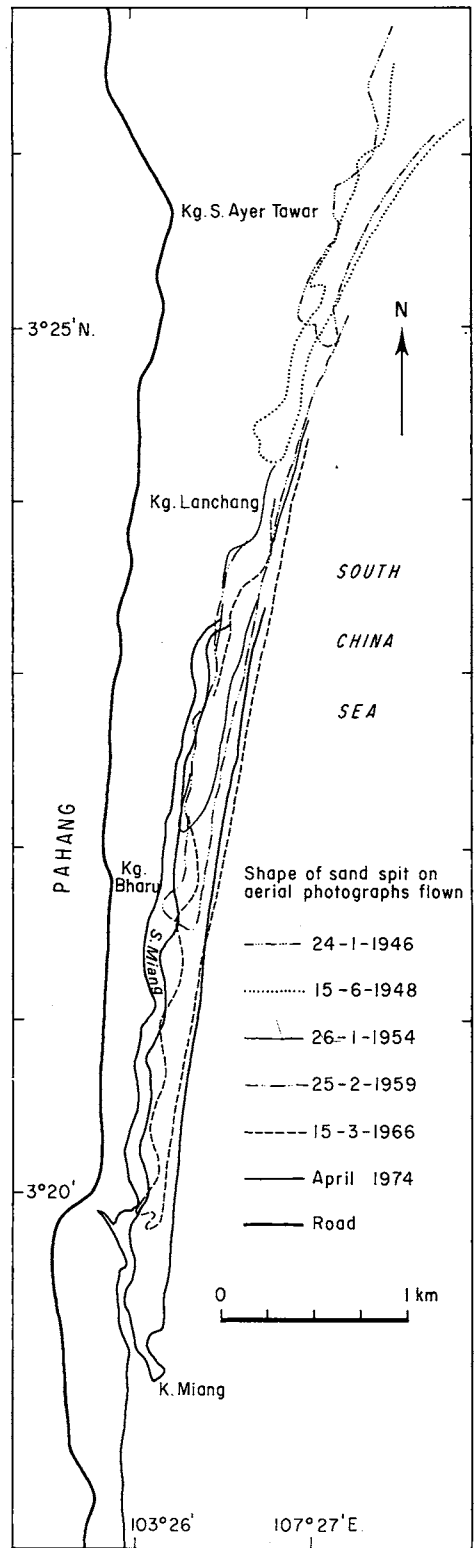 Kg. S. Ayer Tawar
3°25'N.
N
Kg. Lanchang
SOUTH
CHINA
SEA
PAHANG
Kg.
Bharu
S. Miang
Shape of sand spit on
aerial photographs flown
24-1-1946
15-6-1948
26-1-1954
25-2-1959
15-3-1966
April 1974
Road
3°20'
0 1 km
K. Miang
103°26' 107°27'E.